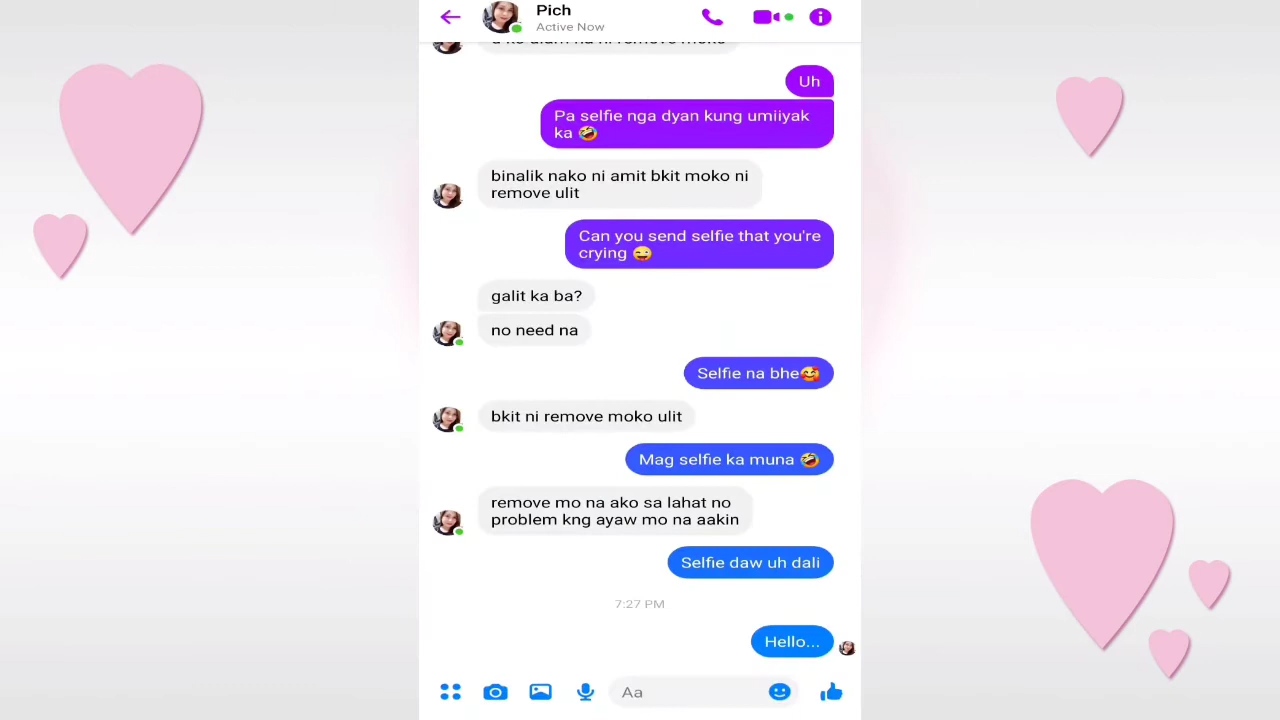 Pich
Active Now
ni remove moko
Uh
Pa selfie nga dyan kung umiiyak
ka 🤣
binalik nako ni amit bkit moko ni
remove ulit
Can you send selfie that you're
crying 😜
galit ka ba?
no need na
Selfie na bhe🥰
bkit ni remove moko ulit
Mag selfie ka muna 🤣
remove mo na ako sa lahat no
problem kng ayaw mo na aakin
Selfie daw uh dali
7:27 PM
Hello...
Aa